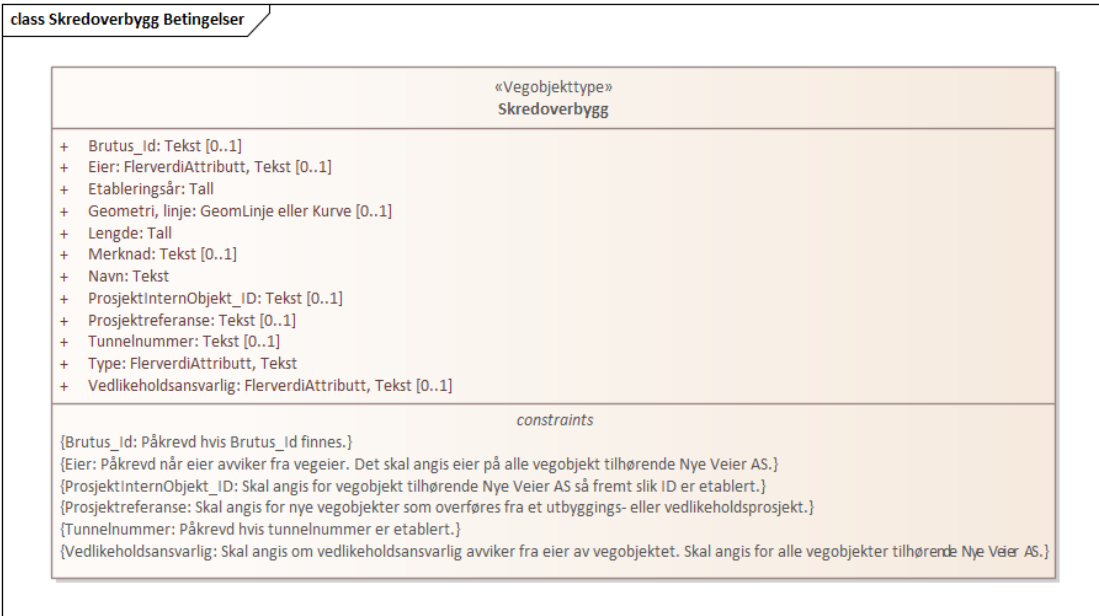 class Skredoverbygg Betingelser
«Vegobjekttype»
Skredoverbygg
+ Brutus_Id: Tekst [0..1]
+ Eier: FlerverdiAttributt, Tekst [0..1]
+ Etableringsår: Tall
+ Geometri, linje: GeomLinje eller Kurve [0..1]
+ Lengde: Tall
+ Merknad: Tekst [0..1]
+ Navn: Tekst
+ ProsjektInternObjekt_ID: Tekst [0..1]
+ Prosjektreferanse: Tekst [0..1]
+ Tunnelnummer: Tekst [0..1]
+ Type: FlerverdiAttributt, Tekst
+ Vedlikeholdsansvarlig: FlerverdiAttributt, Tekst [0..1]
constraints
{Brutus_Id: Påkrevd hvis Brutus_Id finnes.}
{Eier: Påkrevd når eier avviker fra vegeier. Det skal angis eier på alle vegobjekt tilhørende Nye Veier AS.}
{ProsjektInternObjekt_ID: Skal angis for vegobjekt tilhørende Nye Veier AS så fremt slik ID er etablert.}
{Prosjektreferanse: Skal angis for nye vegobjekter som overføres fra et utbyggings- eller vedlikeholdsprosjekt.}
{Tunnelnummer: Påkrevd hvis tunnelnummer er etablert.}
{Vedlikeholdsansvarlig: Skal angis om vedlikeholdsansvarlig avviker fra eier av vegobjektet. Skal angis for alle vegobjekter tilhørende Nye Veier AS.}